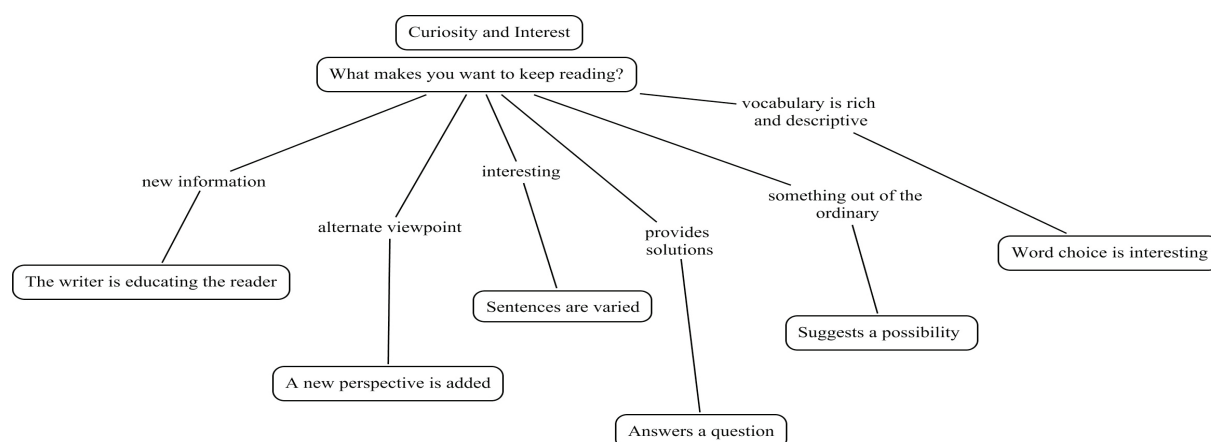 Curiosity and Interest
What makes you want to keep reading?
vocabulary is rich
and descriptive
interesting
new information
something out of the
ordinary
alternate viewpoint
provides
solutions
Word choice is interesting
The writer is educating the reader
Sentences are varied
Suggests a possibility
A new perspective is added
Answers a question